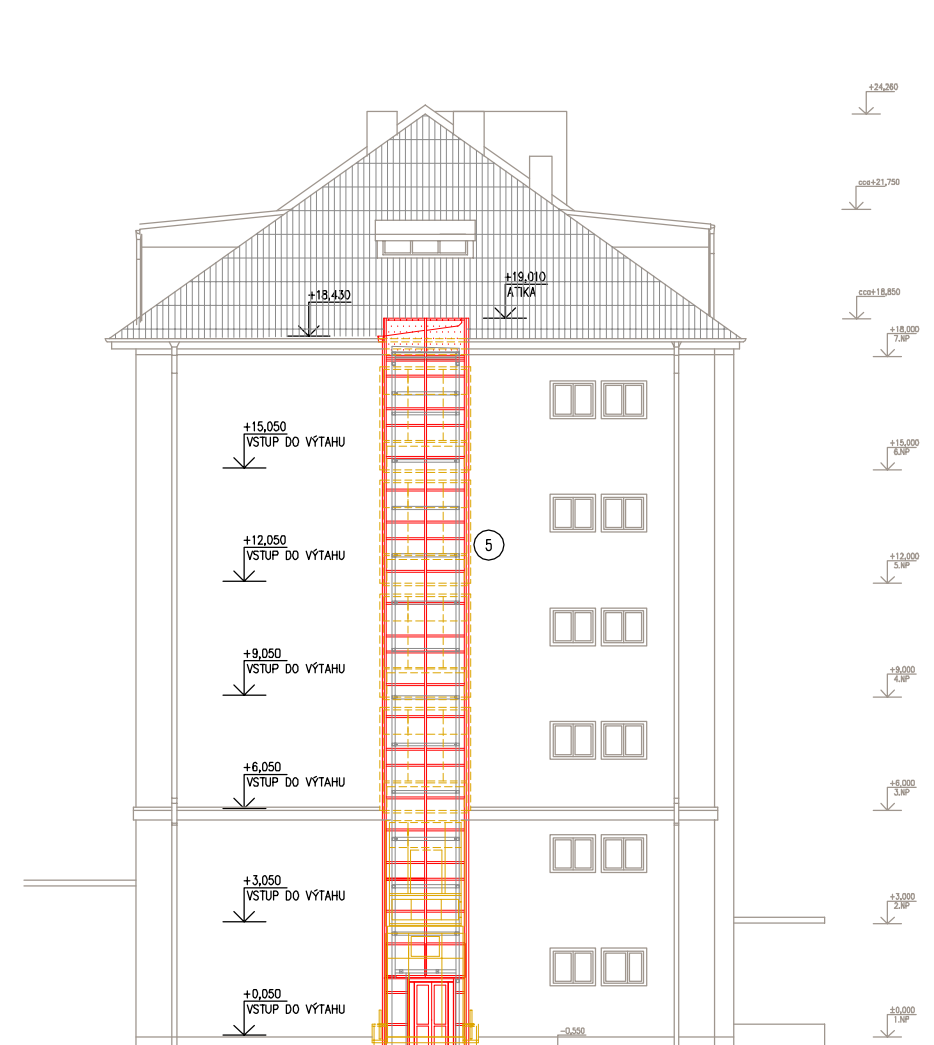 +24,260
cca+21,750
+19,010
ATIKA
+18,430
cca+18,850
+18,000
7.NP
+15,050
VSTUP DO VÝTAHU
+15,000
6.NP
+12,050
VSTUP DO VÝTAHU
5
+12,000
5.NP
+9,050
VSTUP DO VÝTAHU
+9,000
4.NP
+6,050
VSTUP DO VÝTAHU
+6,000
3.NP
+3,050
VSTUP DO VÝTAHU
+3,000
2.NP
+0,050
VSTUP DO VÝTAHU
±0,000
1.NP
-0,550